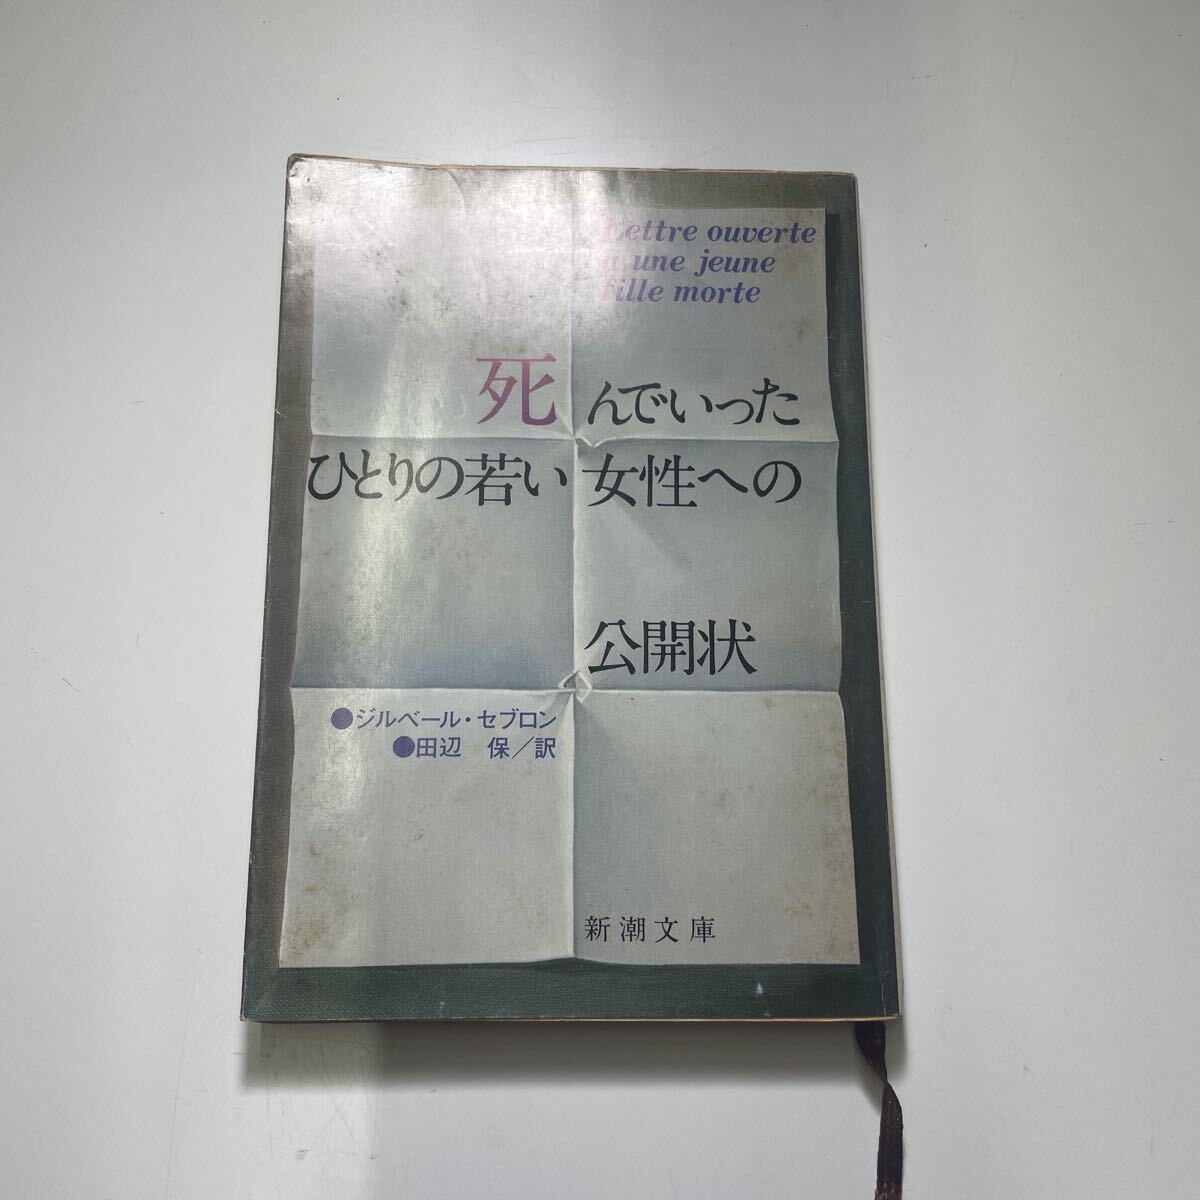 Lettre ouverte
à une jeune
fille morte
死んでいった
ひとりの若い女性への
公開状
●ジルベール・セブロン
●田辺 保／訳
新潮文庫